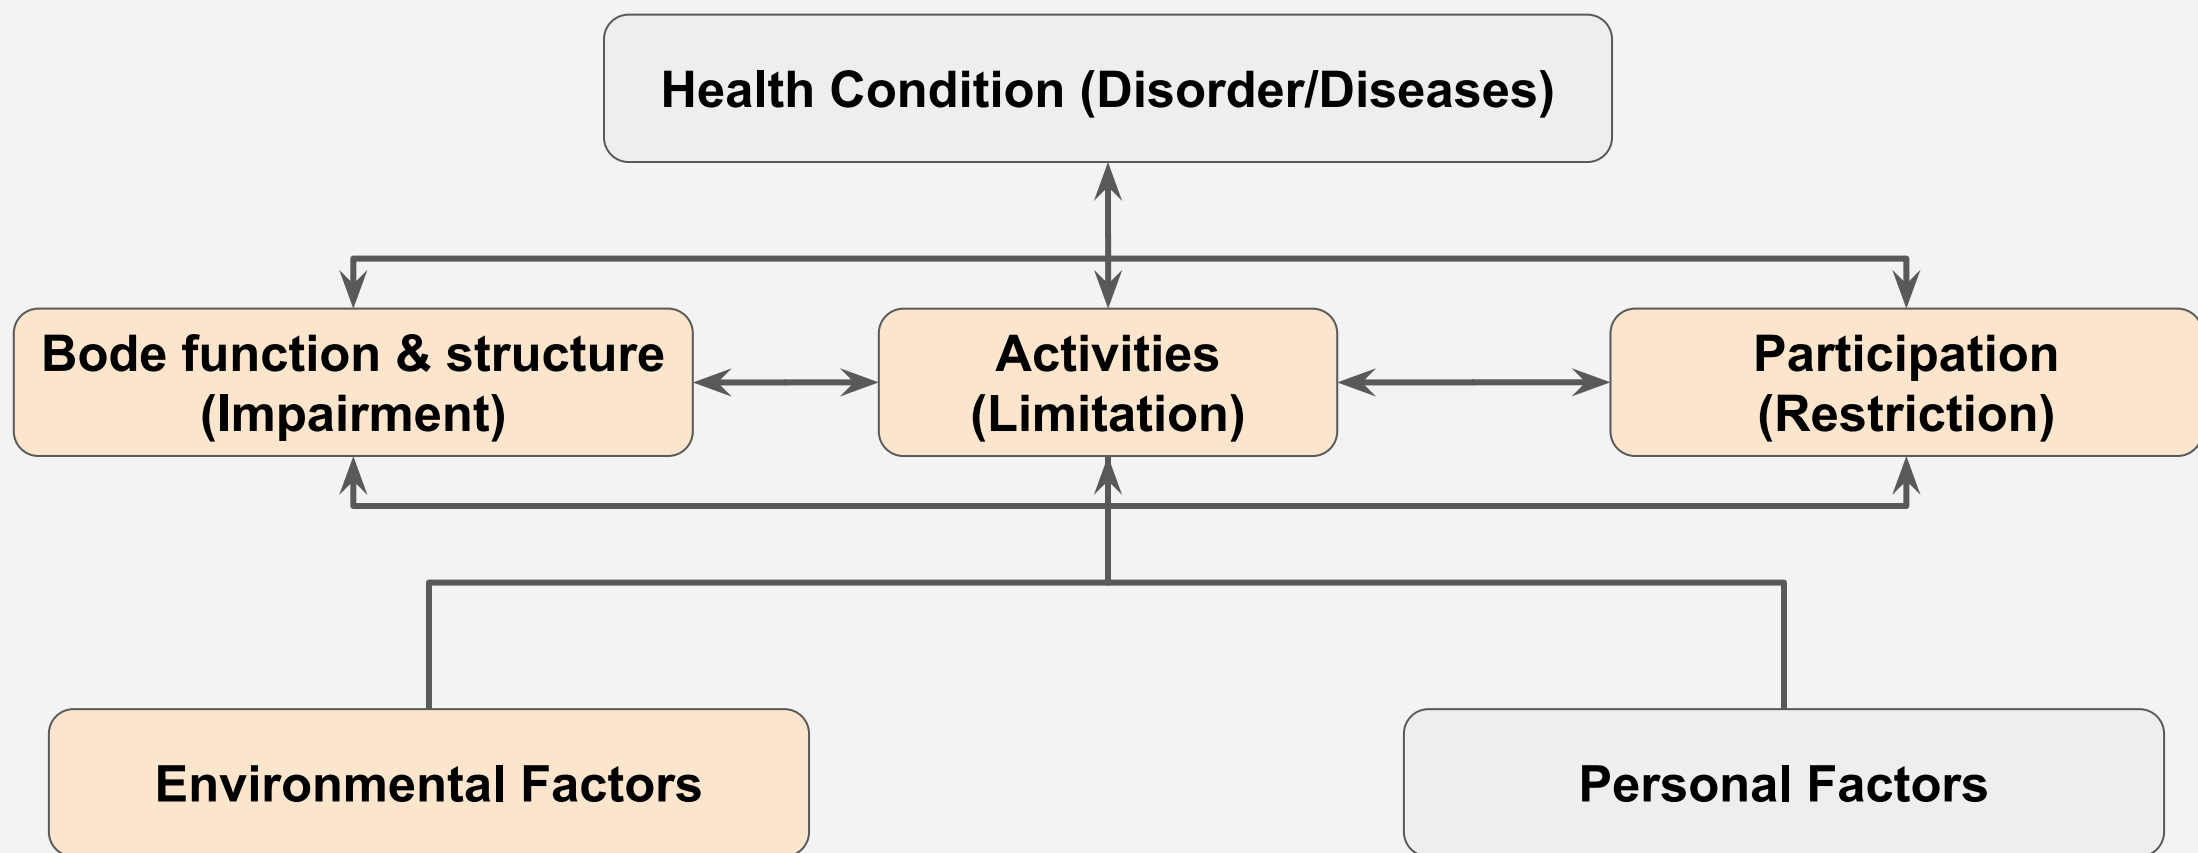 Health Condition (Disorder/Diseases)
Bode function & structure
(Impairment)
Activities
(Limitation)
Participation
(Restriction)
Environmental Factors
Personal Factors